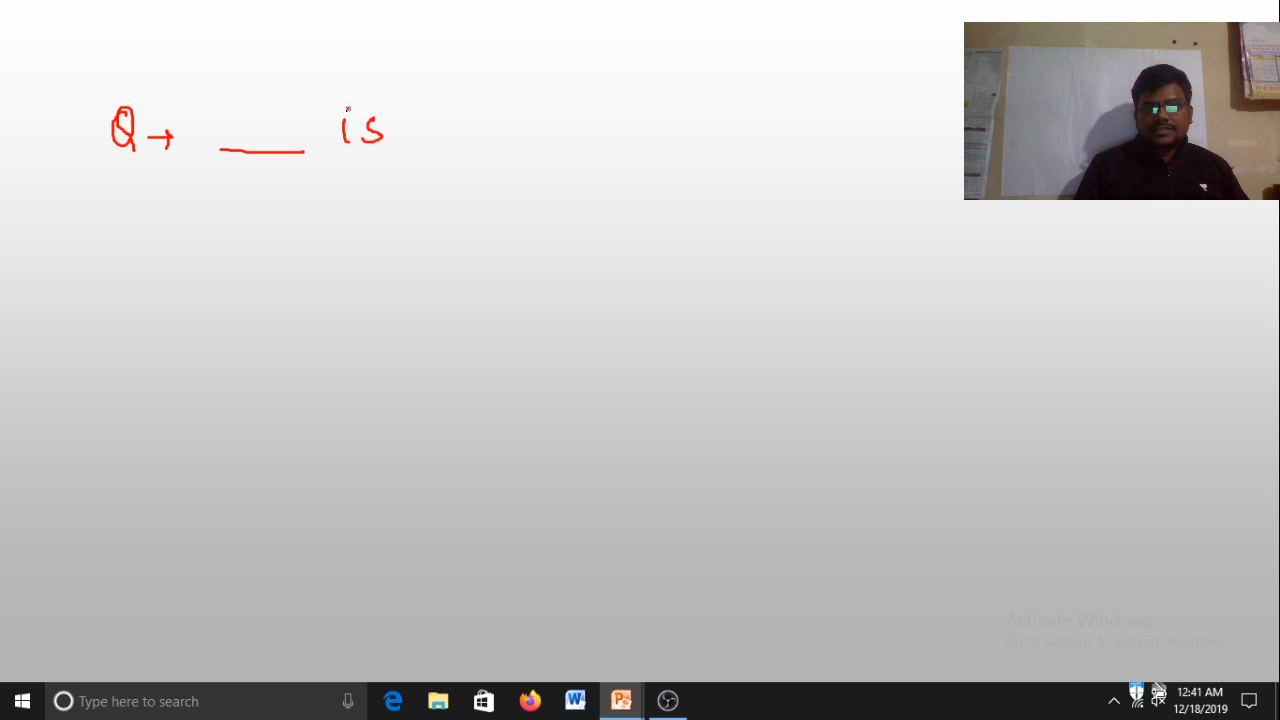 Q → ___ is
Activate Windows
Go to Settings to activate Windows.
Type here to search
12:41 AM
12/18/2019